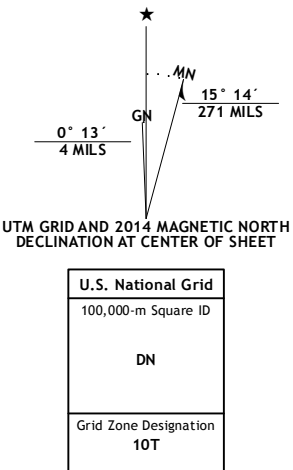 MN
15° 14´
271 MILS
GN
0° 13´
4 MILS
UTM GRID AND 2014 MAGNETIC NORTH
DECLINATION AT CENTER OF SHEET
U.S. National Grid
100,000-m Square ID
DN
Grid Zone Designation
10T